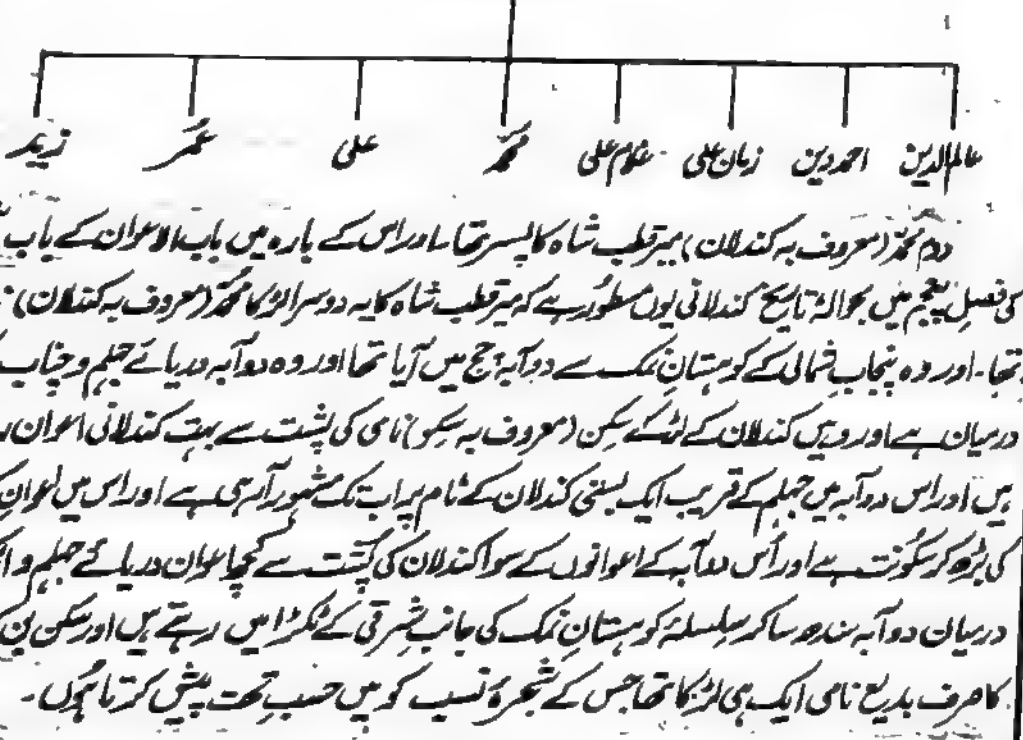 عالم الدین احمد دین زمان علی غلام علی محمدؐ علی عمر زبیر
دوم محمدؐ (معروف بہ کندلان) میر قطب شاہ کا پسر تھا۔ اور اس کے بارہ میں باب الاعوان کے باب
کی فصل پنجم میں بحوالۂ تاریخ کندلانی یوں مسطور ہے کہ میر قطب شاہ کا یہ دوسرا لڑکا محمدؐ (معروف بہ کندلان)
تھا۔ اور وہ پنجاب شمالی کے کوہستانِ نمک سے دوآبۂ جج میں آیا تھا اور وہ دوآبہ دریائے جہلم و چناب
درمیان ہے اور وہیں کندلان کے لڑکے سکن (معروف بہ سکو) نامی کی پشت سے بہت کندلانی اعوان
ہیں اور اس دوآبہ میں جہلم کے قریب ایک بستی کندلان کے نام پر اب تک مشہور آرہی ہے اور اس میں اعوان
کی بڑھ کر سکونت ہے اور اُس دوآبہ کے اعوانوں کے سوا کندلان کی پشت سے کچھ اعوان دریائے جہلم و
درمیان دوآبہ سندھ ساگر سلسلۂ کوہستانِ نمک کی جانبِ شرقی کے ٹکڑا میں رہتے ہیں اور سکن بن
کا صرف بدیع نامی ایک ہی لڑکا تھا جس کے شجرۂ نسب کو میں حسبِ تحت پیش کرتا ہُوں۔